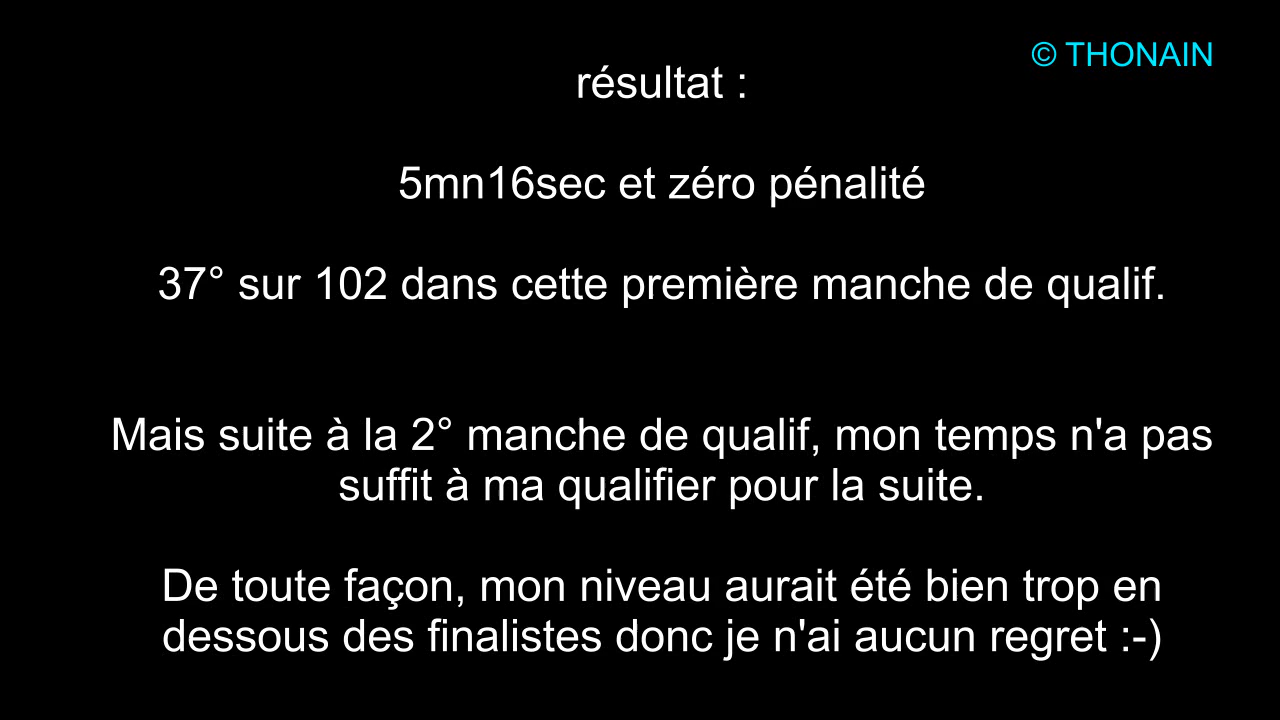 © THONAIN
résultat :
5mn16sec et zéro pénalité
37° sur 102 dans cette première manche de qualif.
Mais suite à la 2° manche de qualif, mon temps n'a pas
suffit à ma qualifier pour la suite.
De toute façon, mon niveau aurait été bien trop en
dessous des finalistes donc je n'ai aucun regret :-)